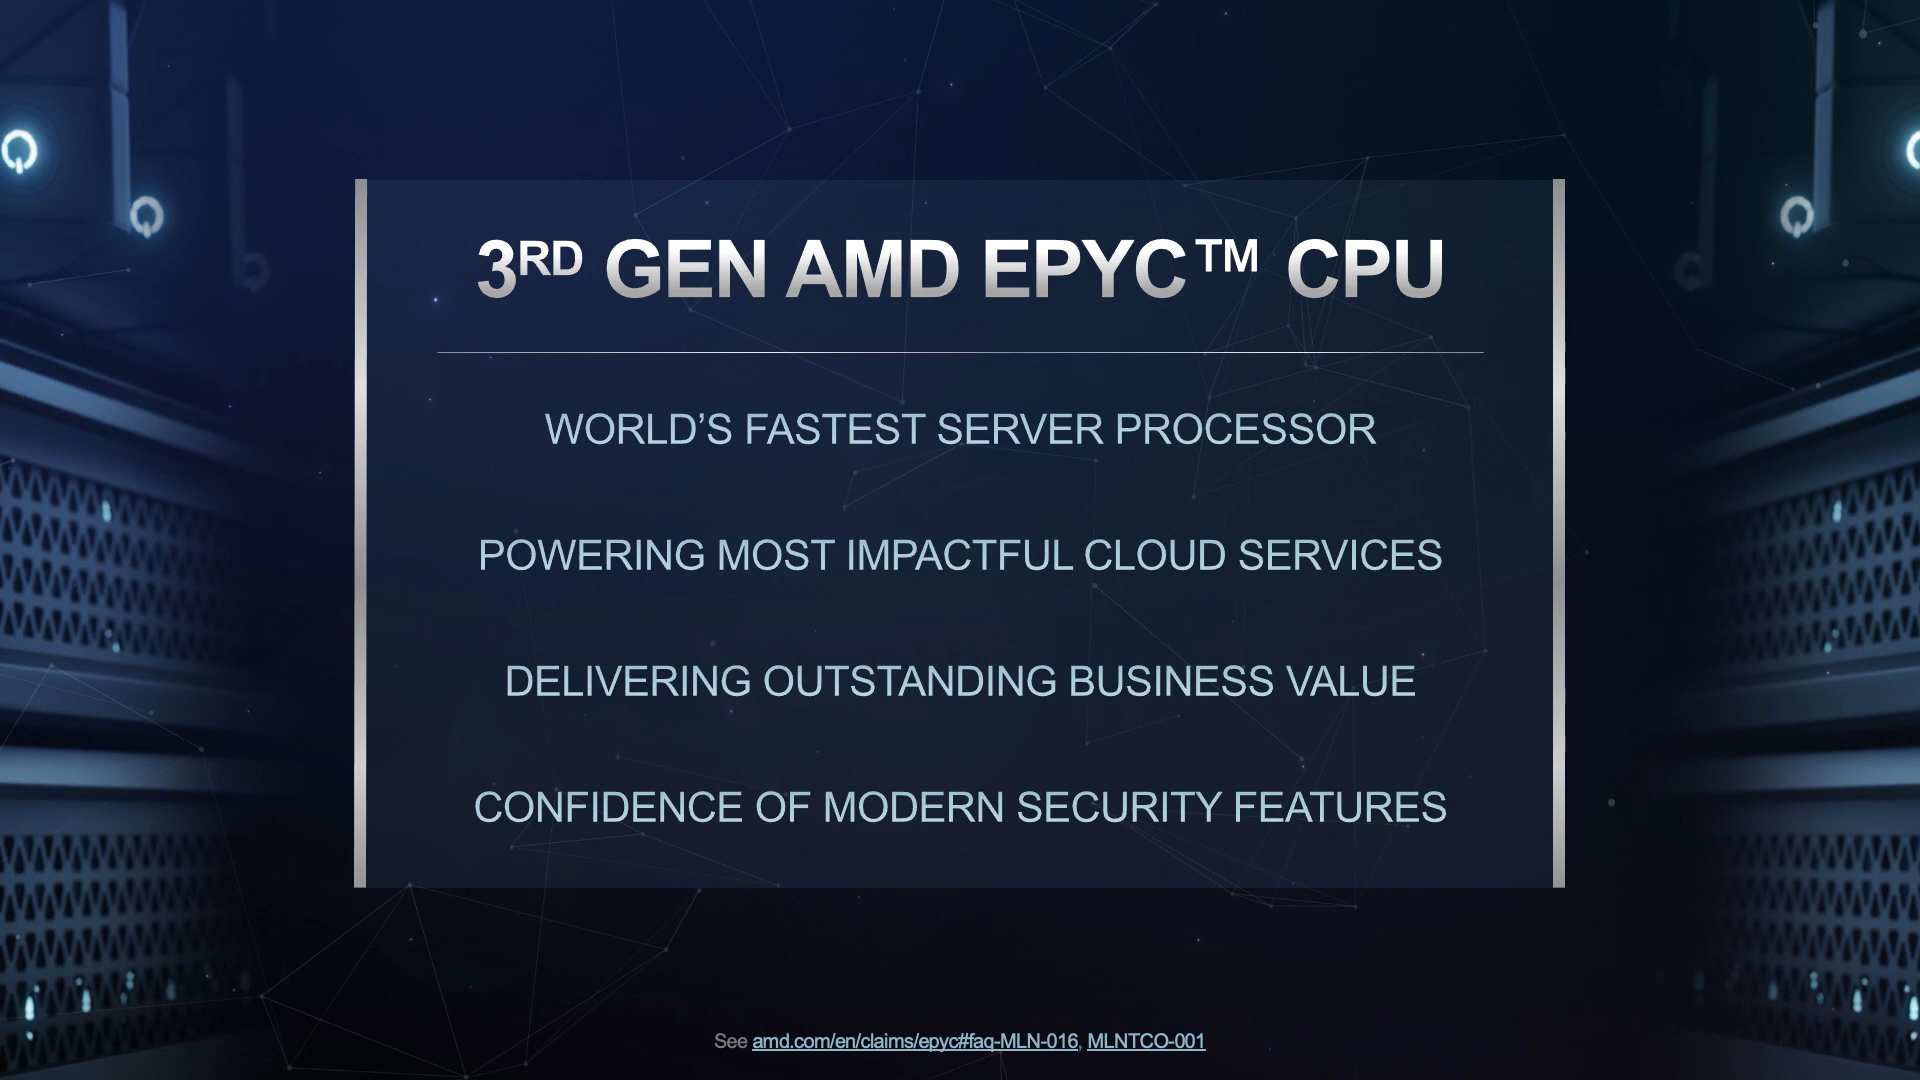 3RD GEN AMD EPYC™ CPU
WORLD’S FASTEST SERVER PROCESSOR
POWERING MOST IMPACTFUL CLOUD SERVICES
DELIVERING OUTSTANDING BUSINESS VALUE
CONFIDENCE OF MODERN SECURITY FEATURES
See amd.com/en/claims/epyc#faq-MLN-016, MLNTCO-001